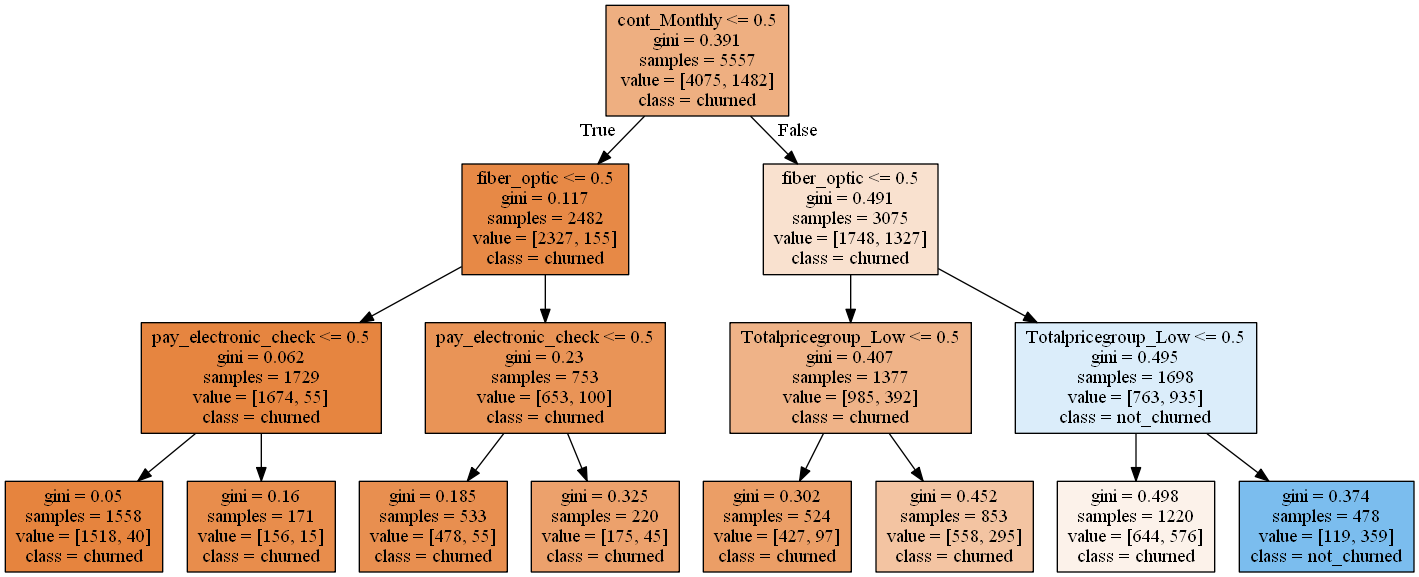 cont_Monthly <= 0.5
gini = 0.391
samples = 5557
value = [4075, 1482]
class = churned
True
False
fiber_optic <= 0.5
gini = 0.117
samples = 2482
value = [2327, 155]
class = churned
fiber_optic <= 0.5
gini = 0.491
samples = 3075
value = [1748, 1327]
class = churned
pay_electronic_check <= 0.5
gini = 0.062
samples = 1729
value = [1674, 55]
class = churned
pay_electronic_check <= 0.5
gini = 0.23
samples = 753
value = [653, 100]
class = churned
Totalpricegroup_Low <= 0.5
gini = 0.407
samples = 1377
value = [985, 392]
class = churned
Totalpricegroup_Low <= 0.5
gini = 0.495
samples = 1698
value = [763, 935]
class = not_churned
gini = 0.05
samples = 1558
value = [1518, 40]
class = churned
gini = 0.16
samples = 171
value = [156, 15]
class = churned
gini = 0.185
samples = 533
value = [478, 55]
class = churned
gini = 0.325
samples = 220
value = [175, 45]
class = churned
gini = 0.302
samples = 524
value = [427, 97]
class = churned
gini = 0.452
samples = 853
value = [558, 295]
class = churned
gini = 0.498
samples = 1220
value = [644, 576]
class = churned
gini = 0.374
samples = 478
value = [119, 359]
class = not_churned